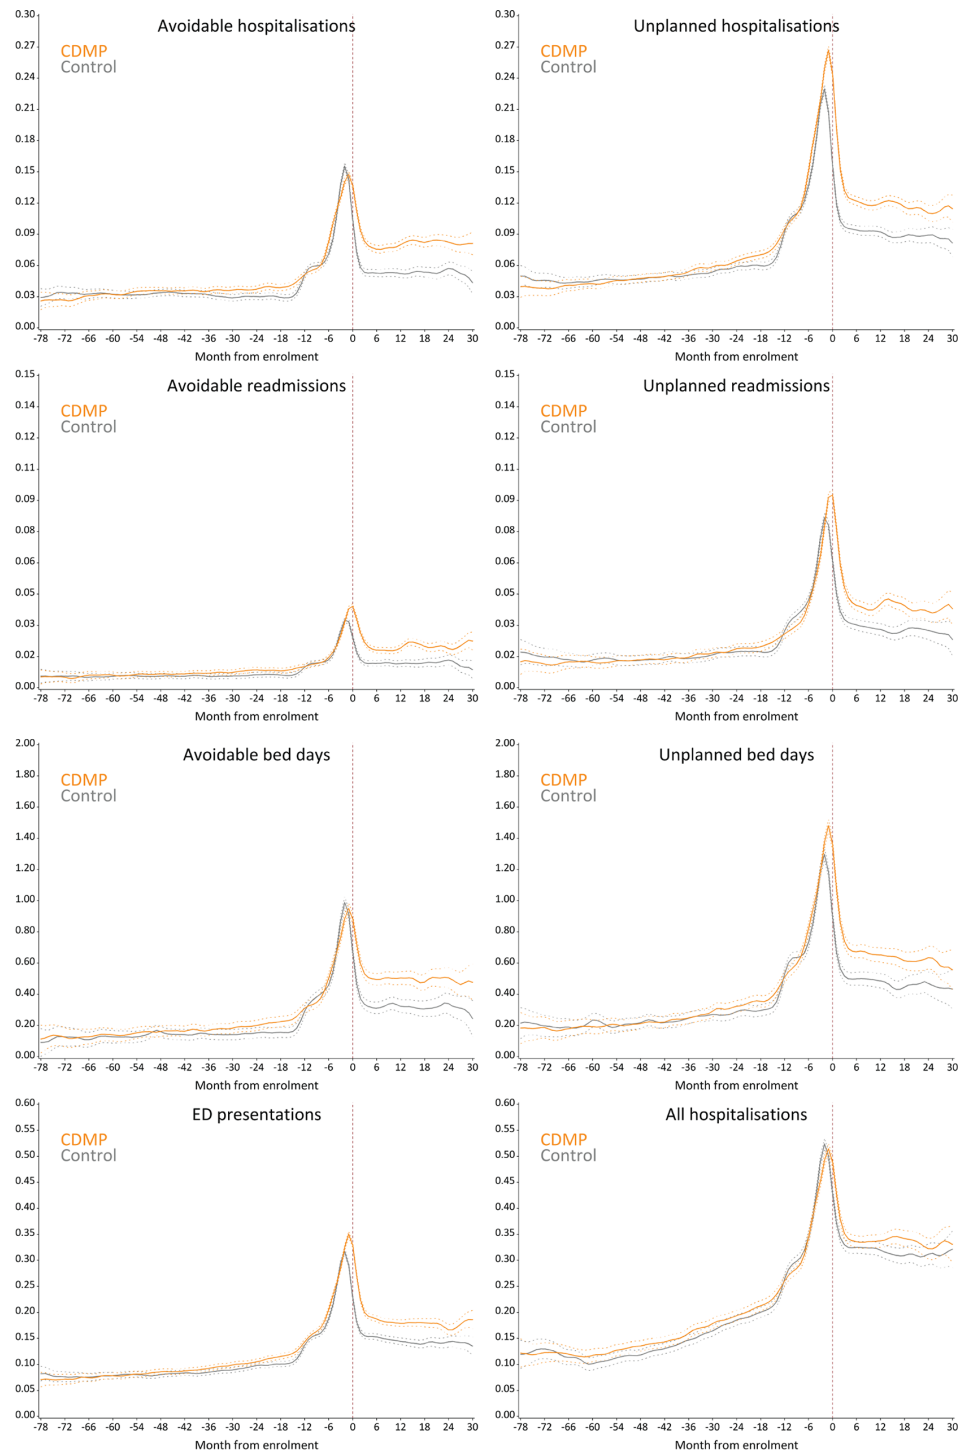 Avoidable hospitalisations
CDMP
Control
0.30
0.27
0.24
0.21
0.18
0.15
0.12
0.09
0.06
0.03
0.00
-78 -72 -66 -60 -54 -48 -42 -36 -30 -24 -18 -12 -6 0 6 12 18 24 30
Month from enrolment
Unplanned hospitalisations
CDMP
Control
0.30
0.27
0.24
0.21
0.18
0.15
0.12
0.09
0.06
0.03
0.00
-78 -72 -66 -60 -54 -48 -42 -36 -30 -24 -18 -12 -6 0 6 12 18 24 30
Month from enrolment
Avoidable readmissions
CDMP
Control
0.15
0.14
0.12
0.11
0.09
0.08
0.06
0.05
0.03
0.02
0.00
-78 -72 -66 -60 -54 -48 -42 -36 -30 -24 -18 -12 -6 0 6 12 18 24 30
Month from enrolment
Unplanned readmissions
CDMP
Control
0.15
0.14
0.12
0.11
0.09
0.08
0.06
0.05
0.03
0.02
0.00
-78 -72 -66 -60 -54 -48 -42 -36 -30 -24 -18 -12 -6 0 6 12 18 24 30
Month from enrolment
Avoidable bed days
CDMP
Control
2.00
1.80
1.60
1.40
1.20
1.00
0.80
0.60
0.40
0.20
0.00
-78 -72 -66 -60 -54 -48 -42 -36 -30 -24 -18 -12 -6 0 6 12 18 24 30
Month from enrolment
Unplanned bed days
CDMP
Control
2.00
1.80
1.60
1.40
1.20
1.00
0.80
0.60
0.40
0.20
0.00
-78 -72 -66 -60 -54 -48 -42 -36 -30 -24 -18 -12 -6 0 6 12 18 24 30
Month from enrolment
ED presentations
CDMP
Control
0.60
0.55
0.50
0.45
0.40
0.35
0.30
0.25
0.20
0.15
0.10
0.05
0.00
-78 -72 -66 -60 -54 -48 -42 -36 -30 -24 -18 -12 -6 0 6 12 18 24 30
Month from enrolment
All hospitalisations
CDMP
Control
0.60
0.55
0.50
0.45
0.40
0.35
0.30
0.25
0.20
0.15
0.10
0.05
0.00
-78 -72 -66 -60 -54 -48 -42 -36 -30 -24 -18 -12 -6 0 6 12 18 24 30
Month from enrolment